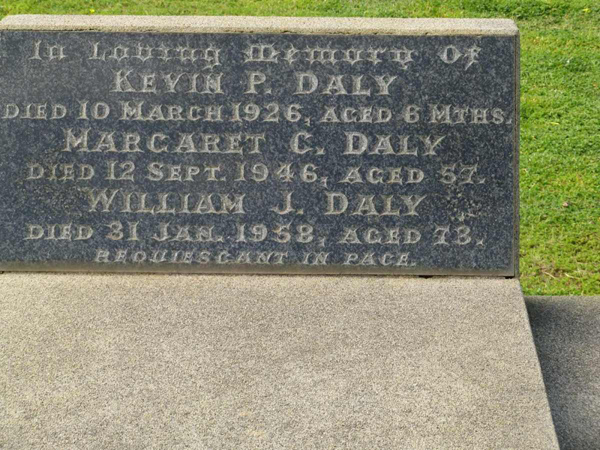 In Loving Memory Of
KEVIN P. DALY
DIED 10 MARCH 1926, AGED 6 MTHS.
MARGARET C. DALY
DIED 12 SEPT. 1946, AGED 57.
WILLIAM J. DALY
DIED 31 JAN. 1958, AGED 73.
REQUIESCANT IN PACE.